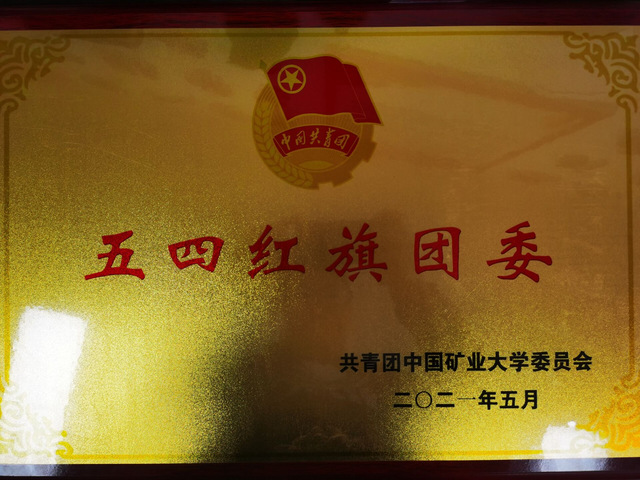 中国共青团
五四红旗团委
共青团中国矿业大学委员会
二〇二一年五月